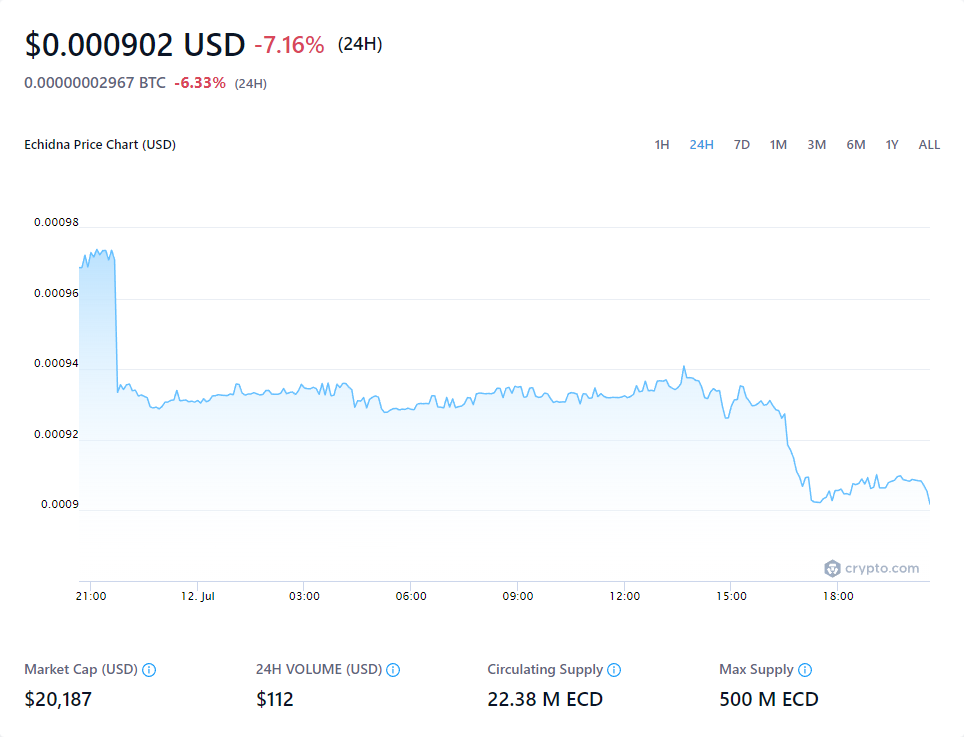 $0.000902 USD -7.16% (24H)
0.00000002967 BTC -6.33% (24H)
Echidna Price Chart (USD) 1H 24H 7D 1M 3M 6M 1Y ALL
0.00098
0.00096
0.00094
0.00092
0.0009
crypto.com
21:00 12. Jul 03:00 06:00 09:00 12:00 15:00 18:00
Market Cap (USD) 24H VOLUME (USD) Circulating Supply Max Supply
$20,187 $112 22.38 M ECD 500 M ECD